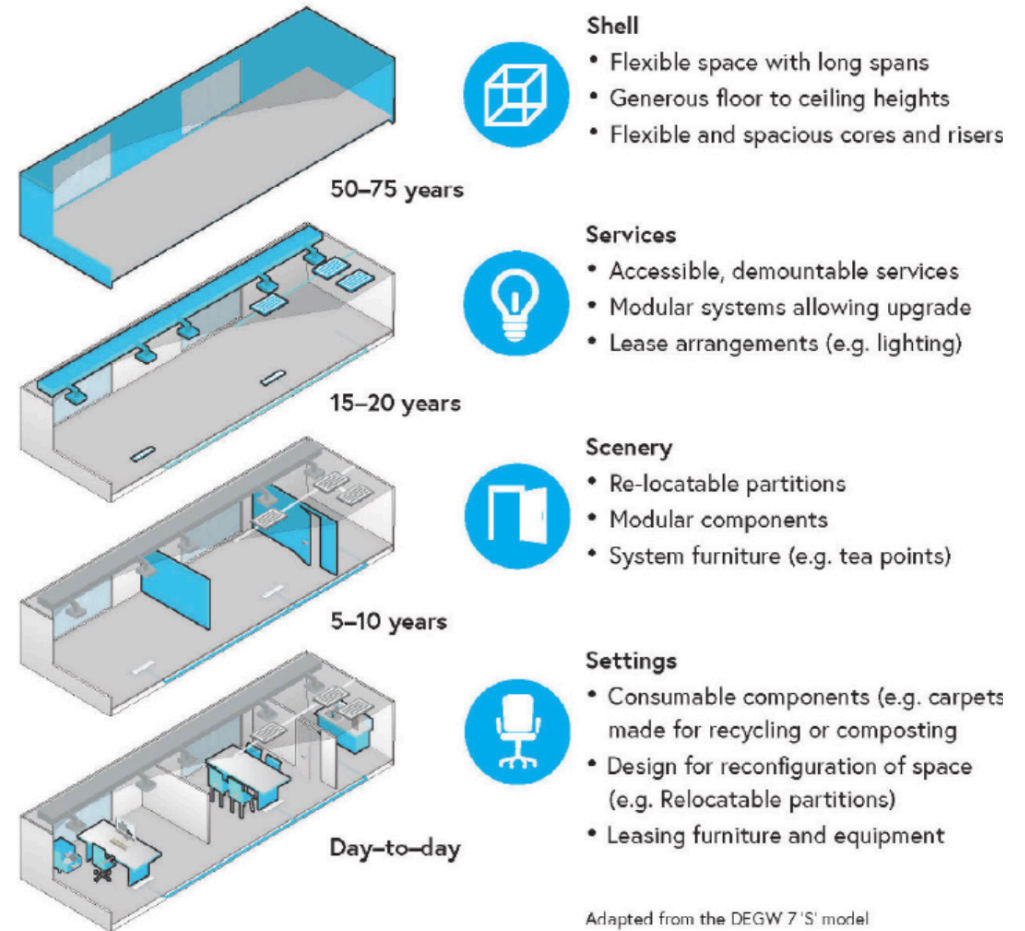 Shell
• Flexible space with long spans
• Generous floor to ceiling heights
• Flexible and spacious cores and risers
50–75 years
Services
• Accessible, demountable services
• Modular systems allowing upgrade
• Lease arrangements (e.g. lighting)
15–20 years
Scenery
• Re-locatable partitions
• Modular components
• System furniture (e.g. tea points)
5–10 years
Settings
• Consumable components (e.g. carpets
made for recycling or composting
• Design for reconfiguration of space
(e.g. Relocatable partitions)
• Leasing furniture and equipment
Day–to–day
Adapted from the DEGW 7 'S' model